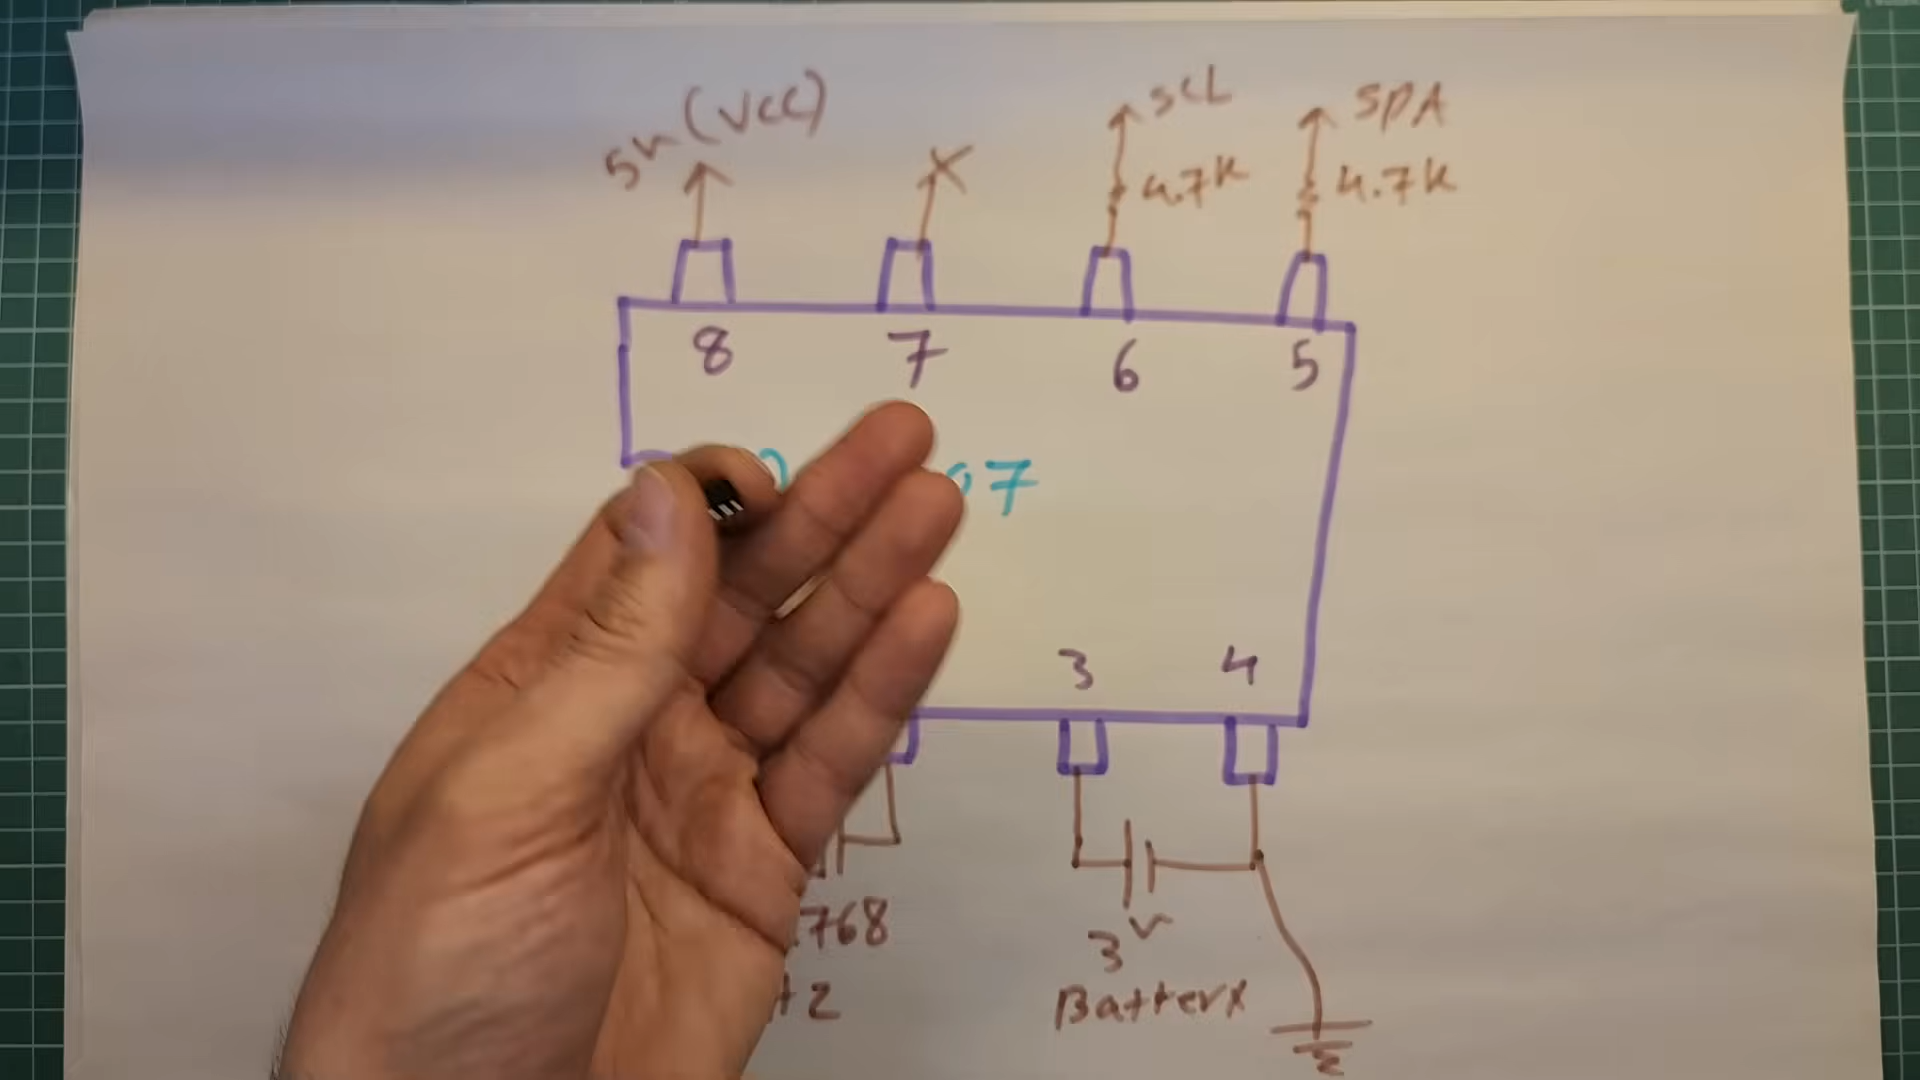 5v (VCC)
X
SCL
4.7K
SDA
4.7K
8 7 6 5
07
3 4
.768
3v
Battery